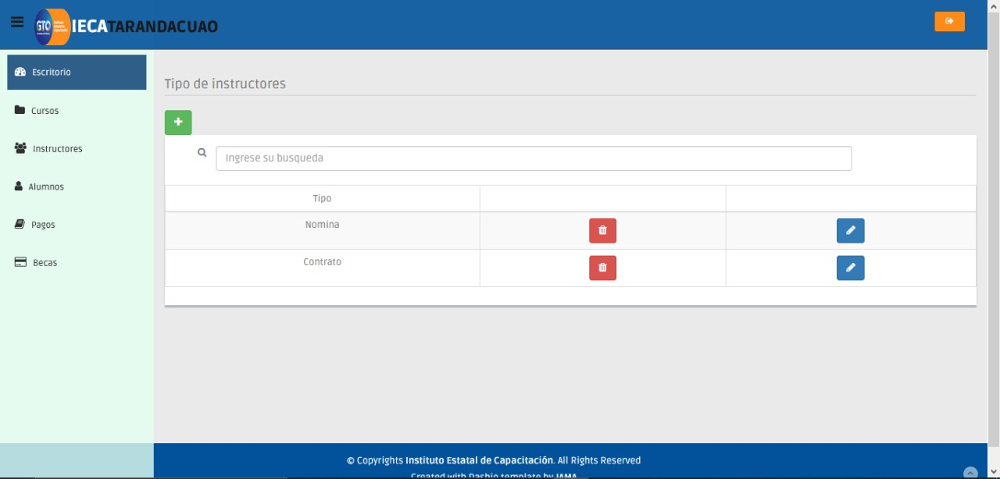 GTO
IECATARANDACUAO
Escritorio
Tipo de instructores
Cursos
Instructores
Ingrese su busqueda
Alumnos
Tipo
Nomina
Pagos
Contrato
Becas
© Copyrights Instituto Estatal de Capacitación. All Rights Reserved
Created with Dashio template by IAMA